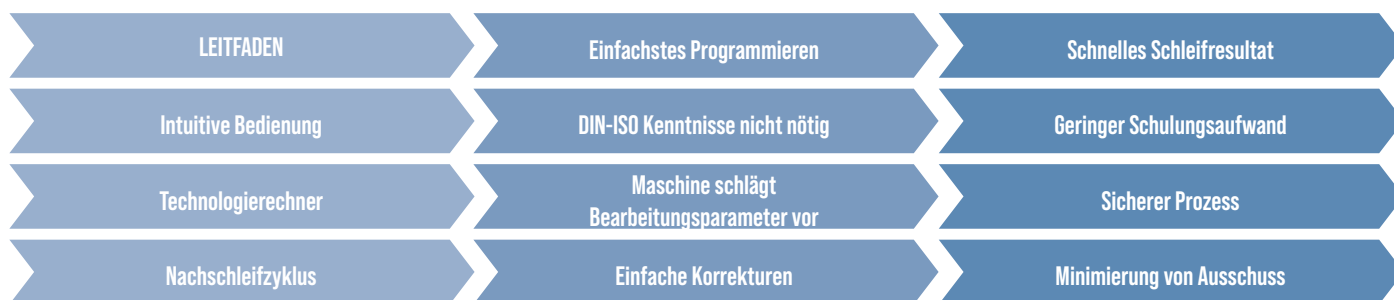 LEITFADEN
Einfachstes Programmieren
Schnelles Schleifresultat
Intuitive Bedienung
DIN-ISO Kenntnisse nicht nötig
Geringer Schulungsaufwand
Technologierechner
Maschine schlägt
Bearbeitungsparameter vor
Sicherer Prozess
Nachschleifzyklus
Einfache Korrekturen
Minimierung von Ausschuss